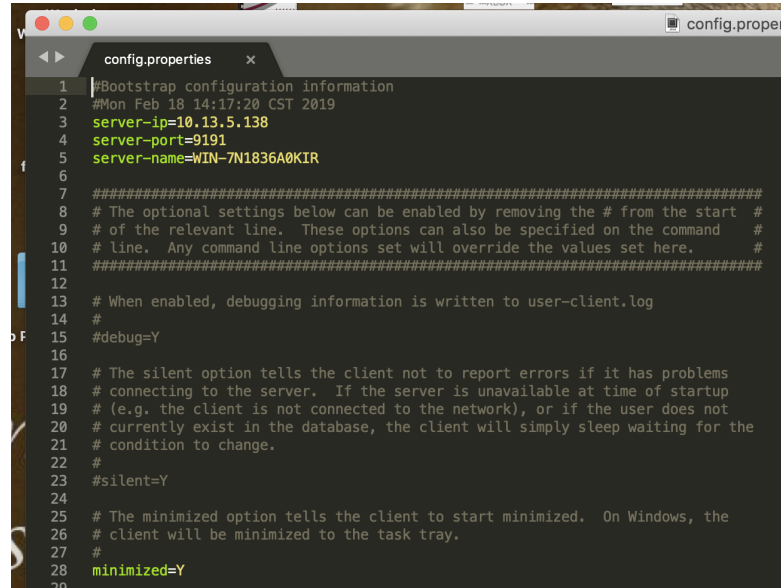 config.proper
config.properties ×
1 #Bootstrap configuration information
2 #Mon Feb 18 14:17:20 CST 2019
3 server-ip=10.13.5.138
4 server-port=9191
5 server-name=WIN-7N1836A0KIR
6
7 ################################################################################
8 # The optional settings below can be enabled by removing the # from the start #
9 # of the relevant line. These options can also be specified on the command #
10 # line. Any command line options set will override the values set here. #
11 ################################################################################
12
13 # When enabled, debugging information is written to user-client.log
14 #
15 #debug=Y
16
17 # The silent option tells the client not to report errors if it has problems
18 # connecting to the server. If the server is unavailable at time of startup
19 # (e.g. the client is not connected to the network), or if the user does not
20 # currently exist in the database, the client will simply sleep waiting for the
21 # condition to change.
22 #
23 #silent=Y
24
25 # The minimized option tells the client to start minimized. On Windows, the
26 # client will be minimized to the task tray.
27 #
28 minimized=Y
29